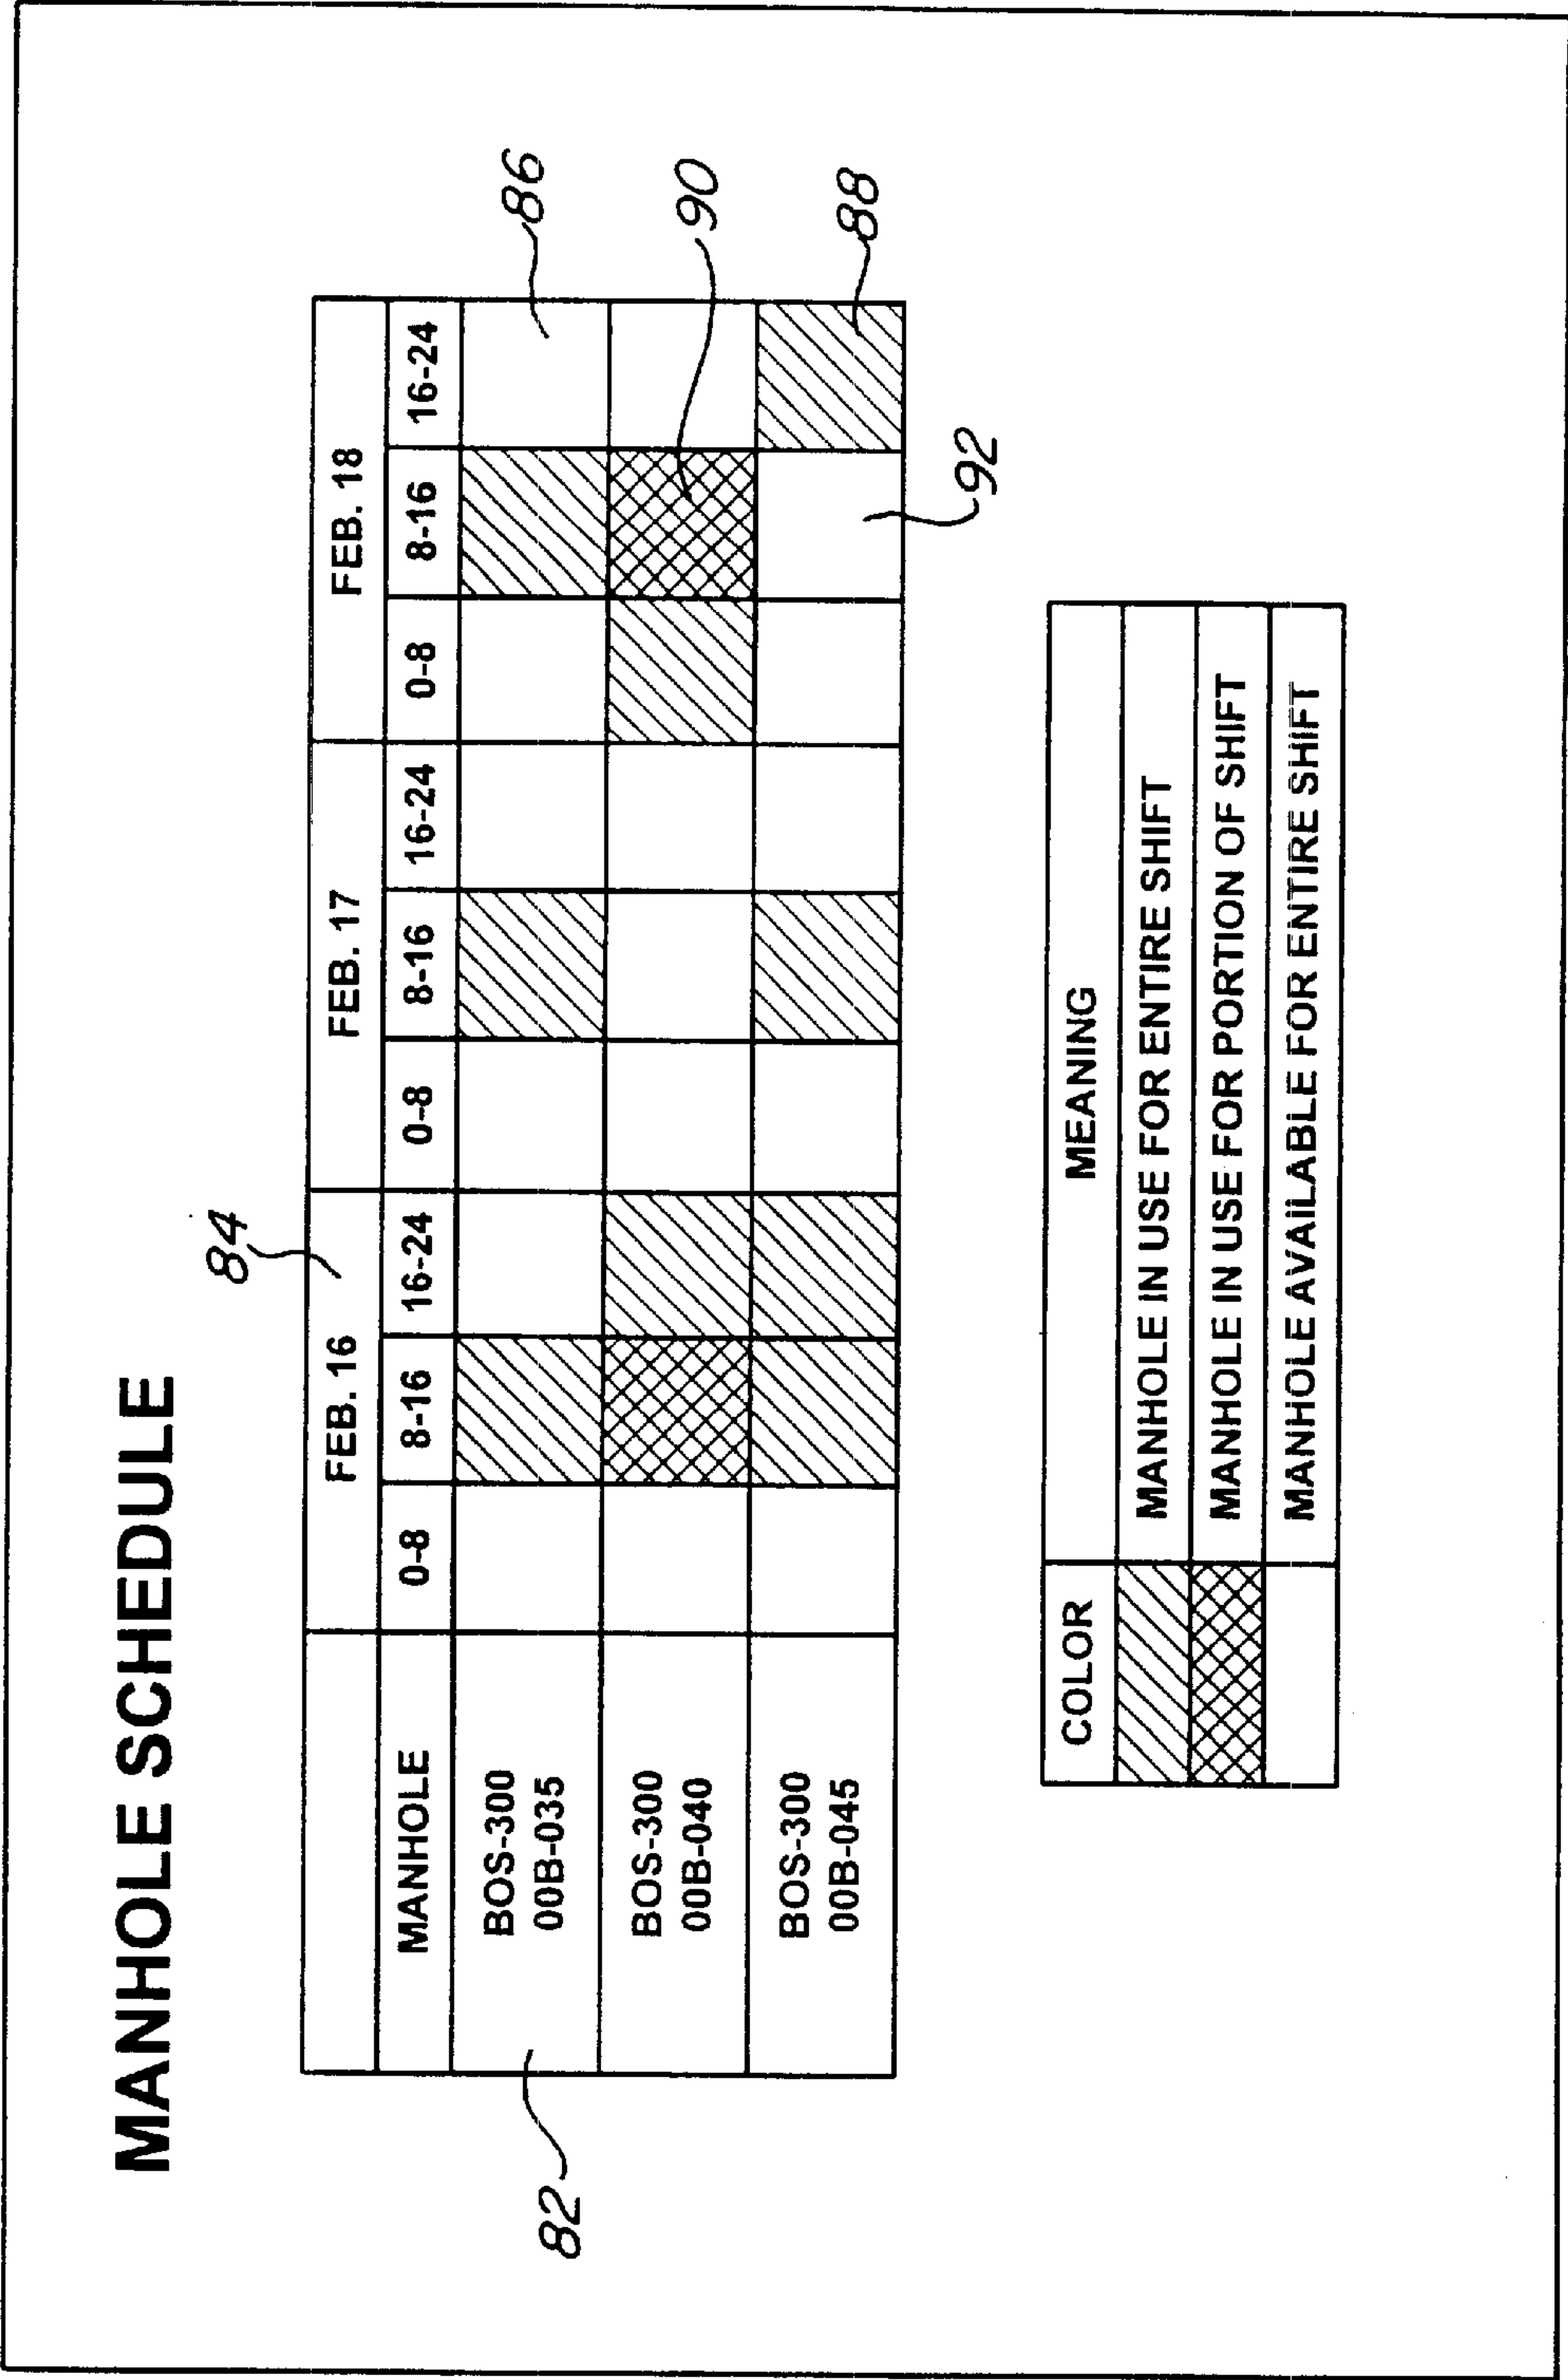 MANHOLE SCHEDULE
84
FEB. 16 FEB. 17 FEB. 18
MANHOLE 0-8 8-16 16-24 0-8 8-16 16-24 0-8 8-16 16-24
BOS-300
00B-035
BOS-300
00B-040
BOS-300
00B-045
82
86
90
88
92
COLOR MEANING
MANHOLE IN USE FOR ENTIRE SHIFT
MANHOLE IN USE FOR PORTION OF SHIFT
MANHOLE AVAILABLE FOR ENTIRE SHIFT